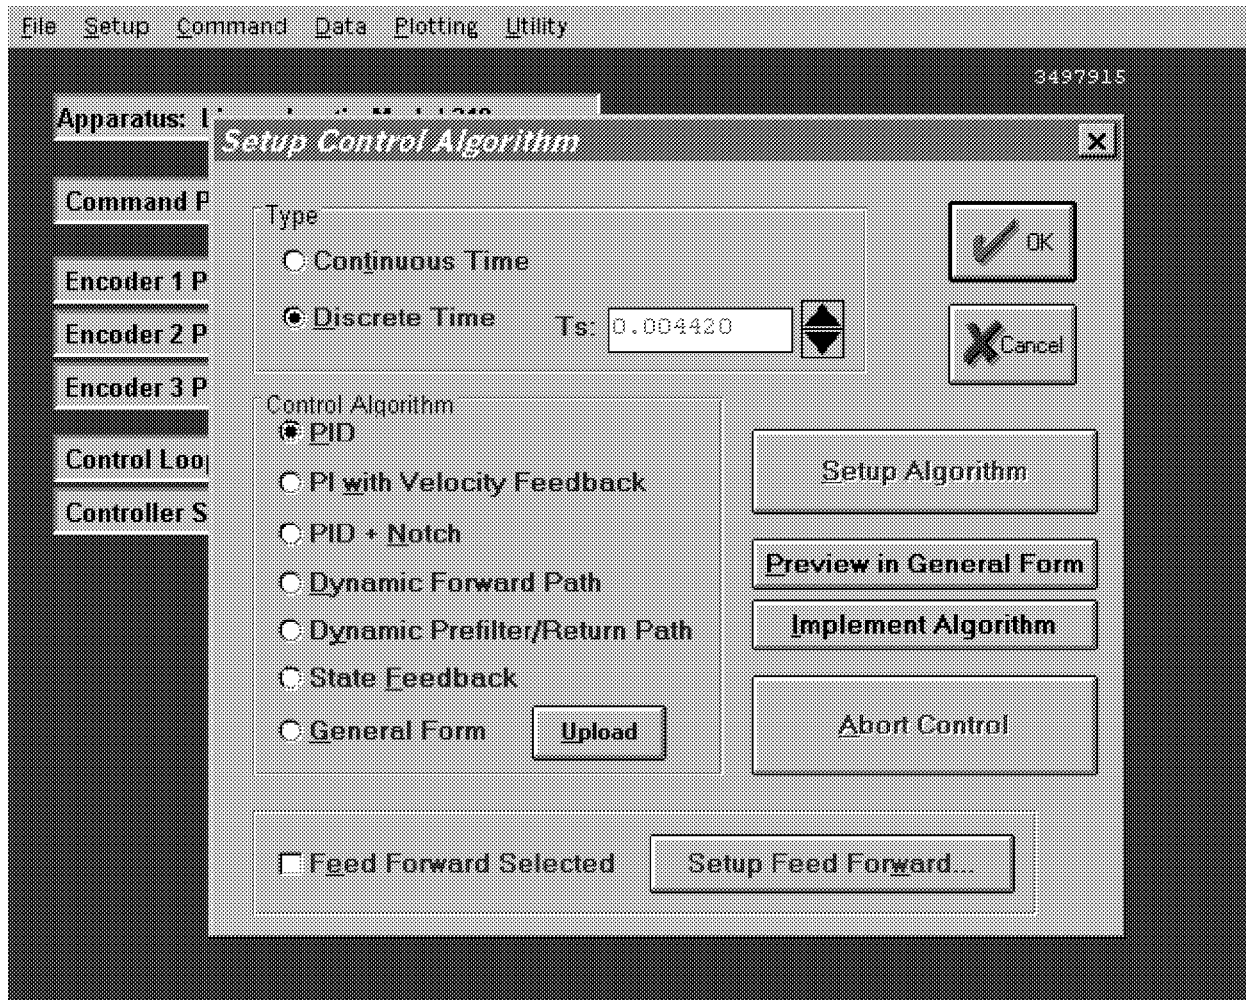 File Setup Command Data Plotting Utility
3497915
Apparatus:
Setup Control Algorithm
Command P
Type
OK
Continuous Time
Encoder 1 P
Discrete Time Ts: 0.004420
Encoder 2 P
Cancel
Encoder 3 P
Control Algorithm
PID
Control Loop
Setup Algorithm
PI with Velocity Feedback
Controller S
PID + Notch
Preview in General Form
Dynamic Forward Path
Implement Algorithm
Dynamic Prefilter/Return Path
State Feedback
Abort Control
General Form Upload
Feed Forward Selected Setup Feed Forward...